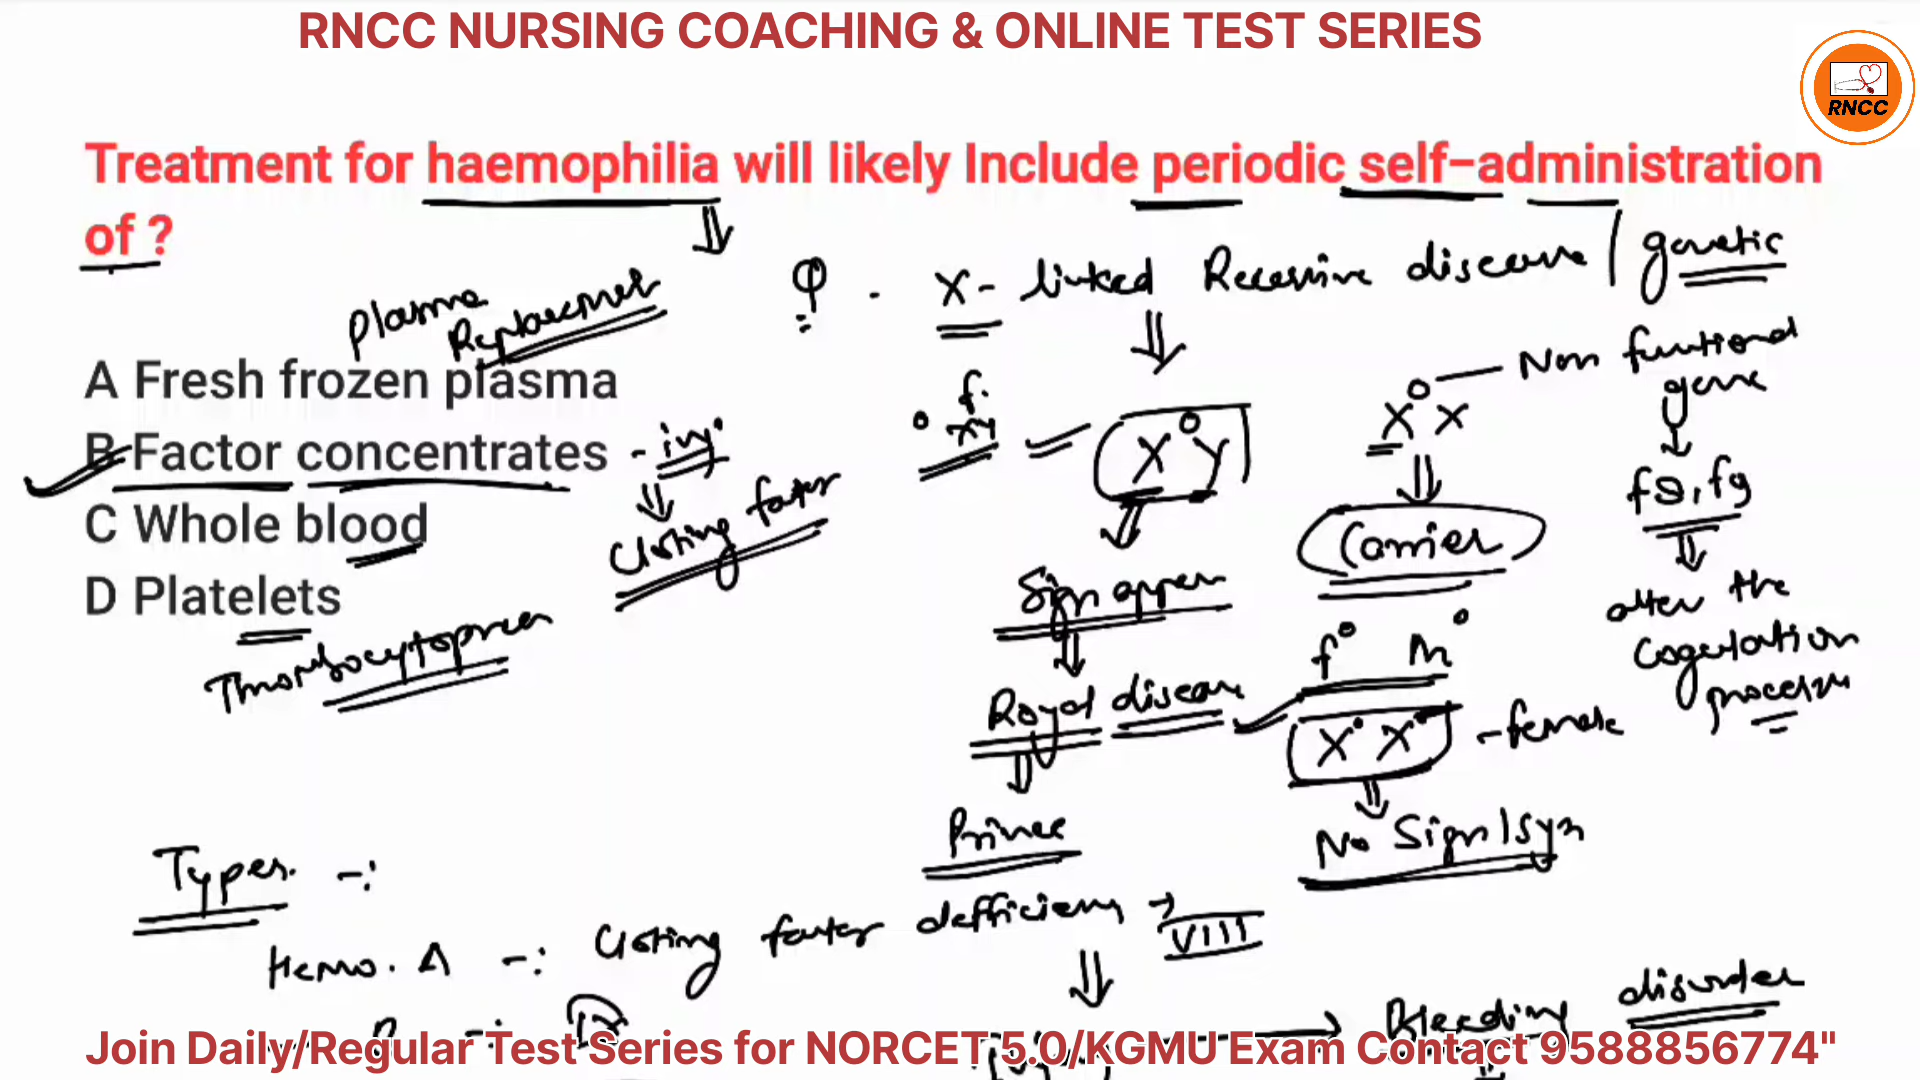 RNCC NURSING COACHING & ONLINE TEST SERIES
RNCC
Treatment for haemophilia will likely Include periodic self-administration
of ?
plasma
Replacement
A Fresh frozen plasma
B Factor concentrates - inj.
C Whole blood
D Platelets
Clotting factor
Thrombocytopnea
X - linked Recessive disease / genetic
f.
xy
X° Y
X° X
Non functional
gene
f8, f9
alter the
cogulation
process
Carrier
Sign appear
Royal disease
Prince
f° m°
X° X° - female
No Sign/sym
Types. -:
Hemo. A -: Clotting factor defficiency → VIII
B -: IX
Bleeding disorder
Join Daily/Regular Test Series for NORCET 5.0/KGMU Exam Contact 9588856774"